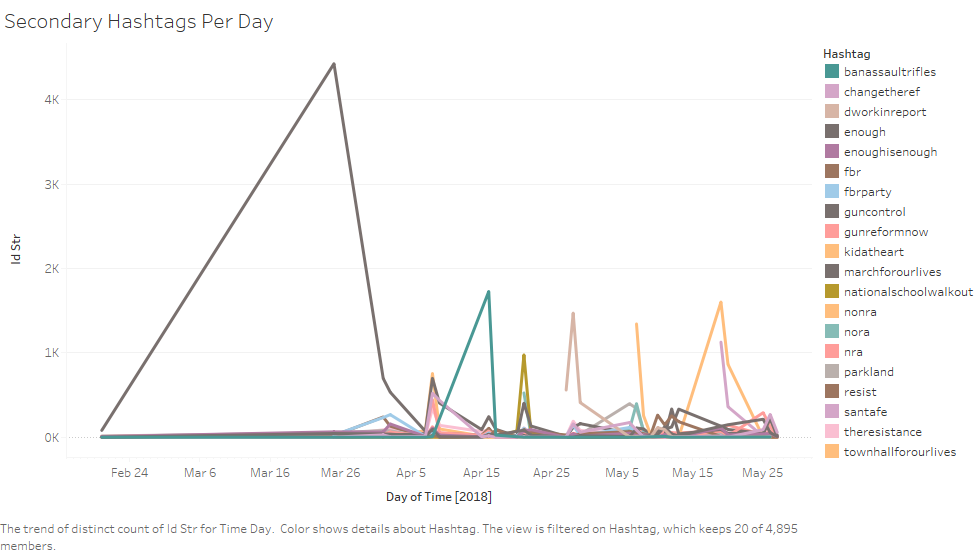 Secondary Hashtags Per Day
Hashtag
banassaultrifles
changetheref
dworkinreport
enough
enoughisenough
fbr
fbrparty
guncontrol
gunreformnow
kidatheart
marchforourlives
nationalschoolwalkout
nonra
nora
nra
parkland
resist
santafe
theresistance
townhallforourlives
Id Str
4K
3K
2K
1K
0K
Feb 24 Mar 6 Mar 16 Mar 26 Apr 5 Apr 15 Apr 25 May 5 May 15 May 25
Day of Time [2018]
The trend of distinct count of Id Str for Time Day. Color shows details about Hashtag. The view is filtered on Hashtag, which keeps 20 of 4,895
members.